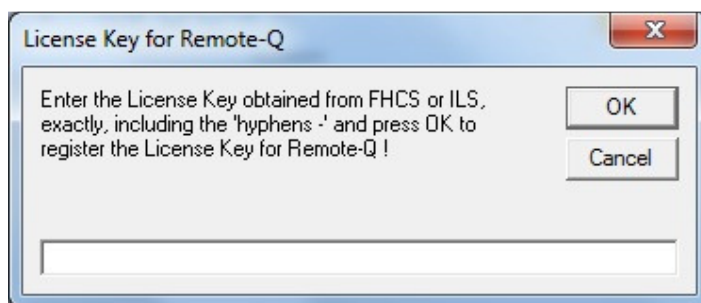 License Key for Remote-Q
Enter the License Key obtained from FHCS or ILS,
exactly, including the 'hyphens -' and press OK to
register the License Key for Remote-Q !
OK
Cancel